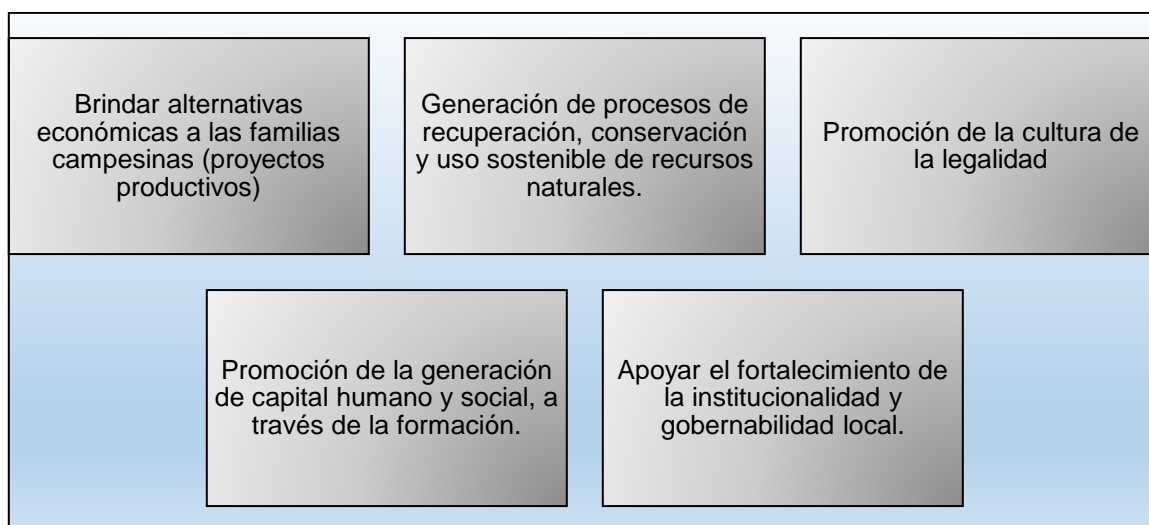 Brindar alternativas
económicas a las familias
campesinas (proyectos
productivos)
Generación de procesos de
recuperación, conservación
y uso sostenible de recursos
naturales.
Promoción de la cultura de
la legalidad
Promoción de la generación
de capital humano y social, a
través de la formación.
Apoyar el fortalecimiento de
la institucionalidad y
gobernabilidad local.